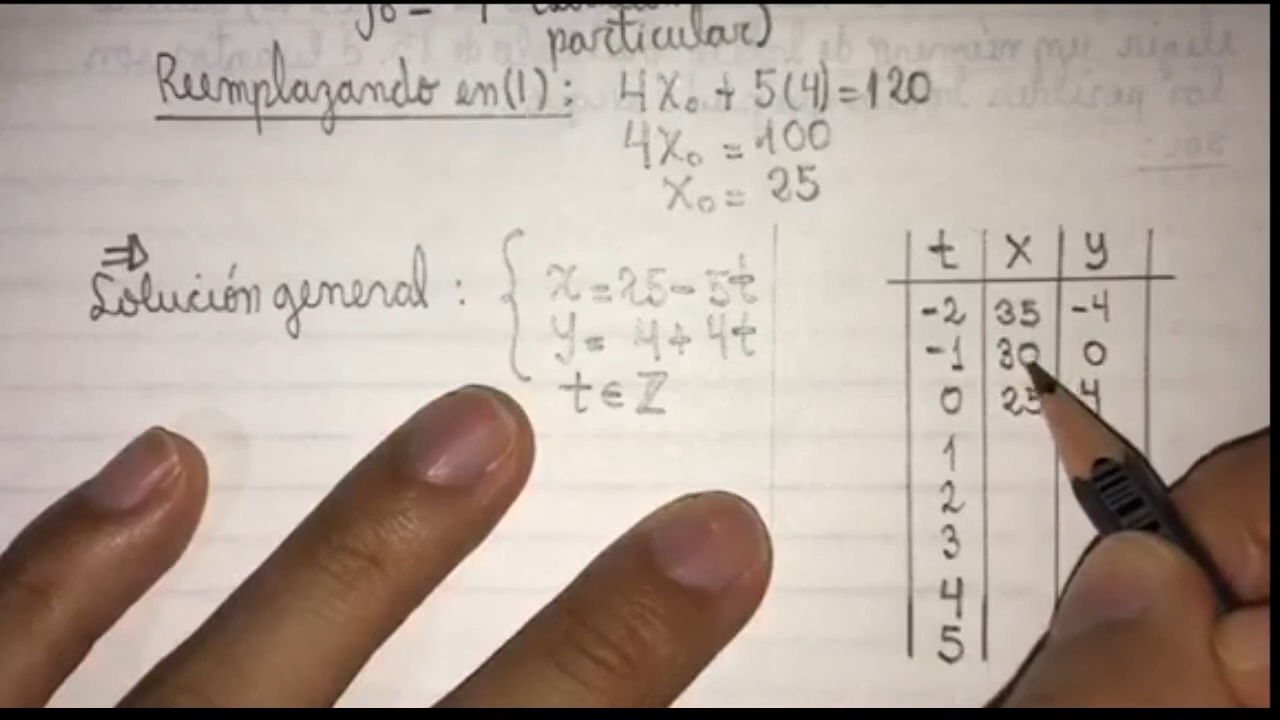 particular)
Reemplazando en (1): 4x₀ + 5(4) = 120
4x₀ = 100
x₀ = 25
⇒
Solución general : { x = 25 - 5t
y = 4 + 4t
t ∈ ℤ
t x y
-2 35 -4
-1 30 0
0 25 4
1
2
3
4
5